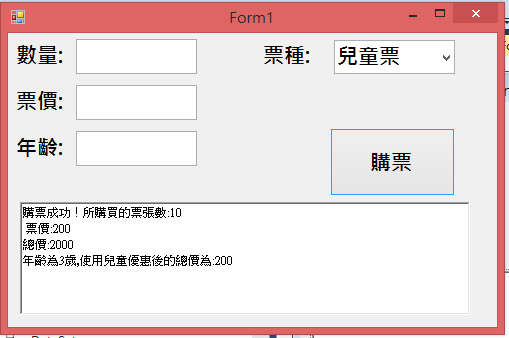 Form1
數量:
票種:
兒童票
票價:
年齡:
購票
購票成功！所購買的票張數:10
票價:200
總價:2000
年齡為3歲,使用兒童優惠後的總價為:200